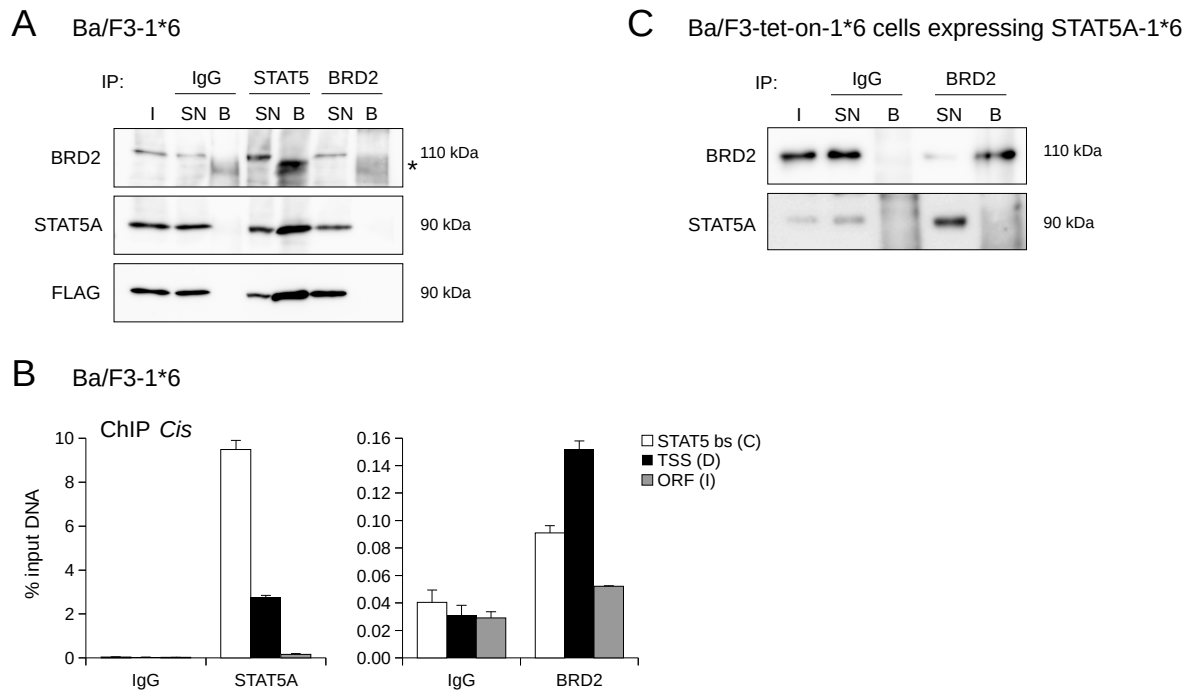 A Ba/F3-1*6
IP: IgG STAT5 BRD2
I SN B SN B SN B
BRD2 110 kDa
*
STAT5A 90 kDa
FLAG 90 kDa
C Ba/F3-tet-on-1*6 cells expressing STAT5A-1*6
IP: IgG BRD2
I SN B SN B
BRD2 110 kDa
STAT5A 90 kDa
B Ba/F3-1*6
ChIP Cis
% input DNA
10
8
6
4
2
0
IgG STAT5A
0.16
0.14
0.12
0.10
0.08
0.06
0.04
0.02
0.00
IgG BRD2
STAT5 bs (C)
TSS (D)
ORF (I)